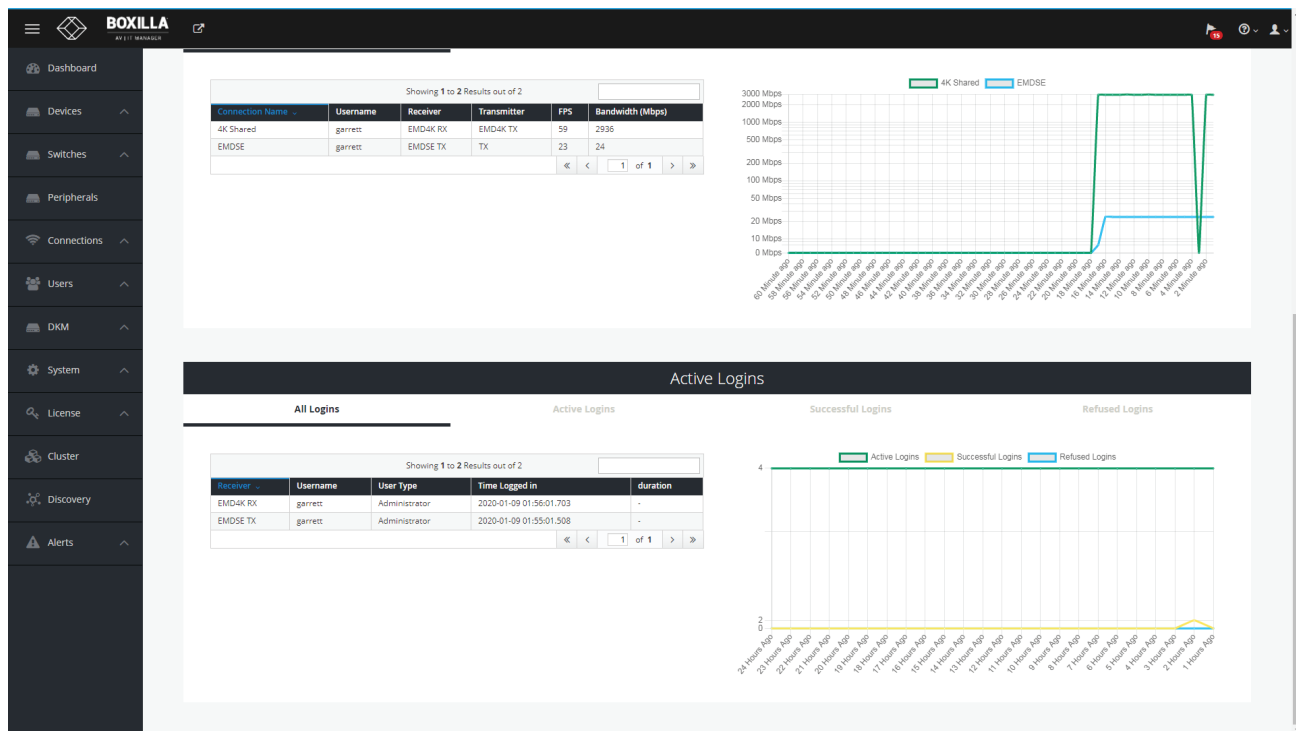 BOXILLA
AV | IT MANAGER
15
Dashboard
Devices
Switches
Peripherals
Connections
Users
DKM
System
License
Cluster
Discovery
Alerts
Showing 1 to 2 Results out of 2
Connection Name Username Receiver Transmitter FPS Bandwidth (Mbps)
4K Shared garrett EMD4K RX EMD4K TX 59 2936
EMDSE garrett EMDSE TX TX 23 24
1 of 1
4K Shared EMDSE
3000 Mbps
2000 Mbps
1000 Mbps
500 Mbps
200 Mbps
100 Mbps
50 Mbps
20 Mbps
10 Mbps
0 Mbps
60 Minute ago
58 Minute ago
56 Minute ago
54 Minute ago
52 Minute ago
50 Minute ago
48 Minute ago
46 Minute ago
44 Minute ago
42 Minute ago
40 Minute ago
38 Minute ago
36 Minute ago
34 Minute ago
32 Minute ago
30 Minute ago
28 Minute ago
26 Minute ago
24 Minute ago
22 Minute ago
20 Minute ago
18 Minute ago
16 Minute ago
14 Minute ago
12 Minute ago
10 Minute ago
8 Minute ago
6 Minute ago
4 Minute ago
2 Minute ago
Active Logins
All Logins Active Logins Successful Logins Refused Logins
Showing 1 to 2 Results out of 2
Receiver Username User Type Time Logged in duration
EMD4K RX garrett Administrator 2020-01-09 01:56:01.703 -
EMDSE TX garrett Administrator 2020-01-09 01:55:01.508 -
1 of 1
Active Logins Successful Logins Refused Logins
4
2
0
24 Hours Ago
23 Hours Ago
22 Hours Ago
21 Hours Ago
20 Hours Ago
19 Hours Ago
18 Hours Ago
17 Hours Ago
16 Hours Ago
15 Hours Ago
14 Hours Ago
13 Hours Ago
12 Hours Ago
11 Hours Ago
10 Hours Ago
9 Hours Ago
8 Hours Ago
7 Hours Ago
6 Hours Ago
5 Hours Ago
4 Hours Ago
3 Hours Ago
2 Hours Ago
1 Hours Ago